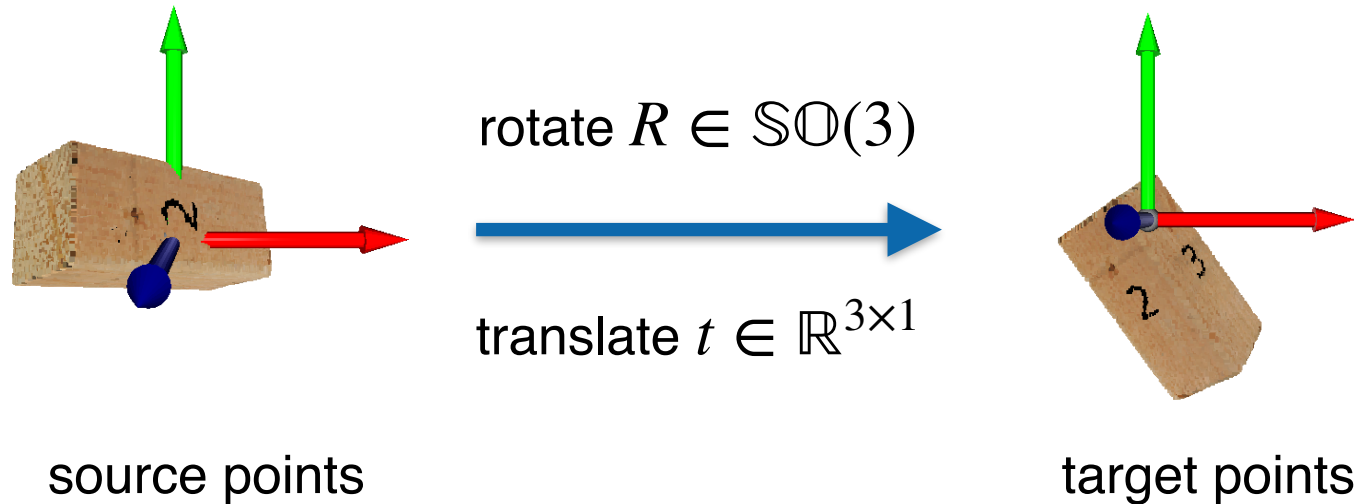 rotate R ∈ 𝕊𝕆(3)
2
2
3
translate t ∈ ℝ^{3×1}
source points
target points